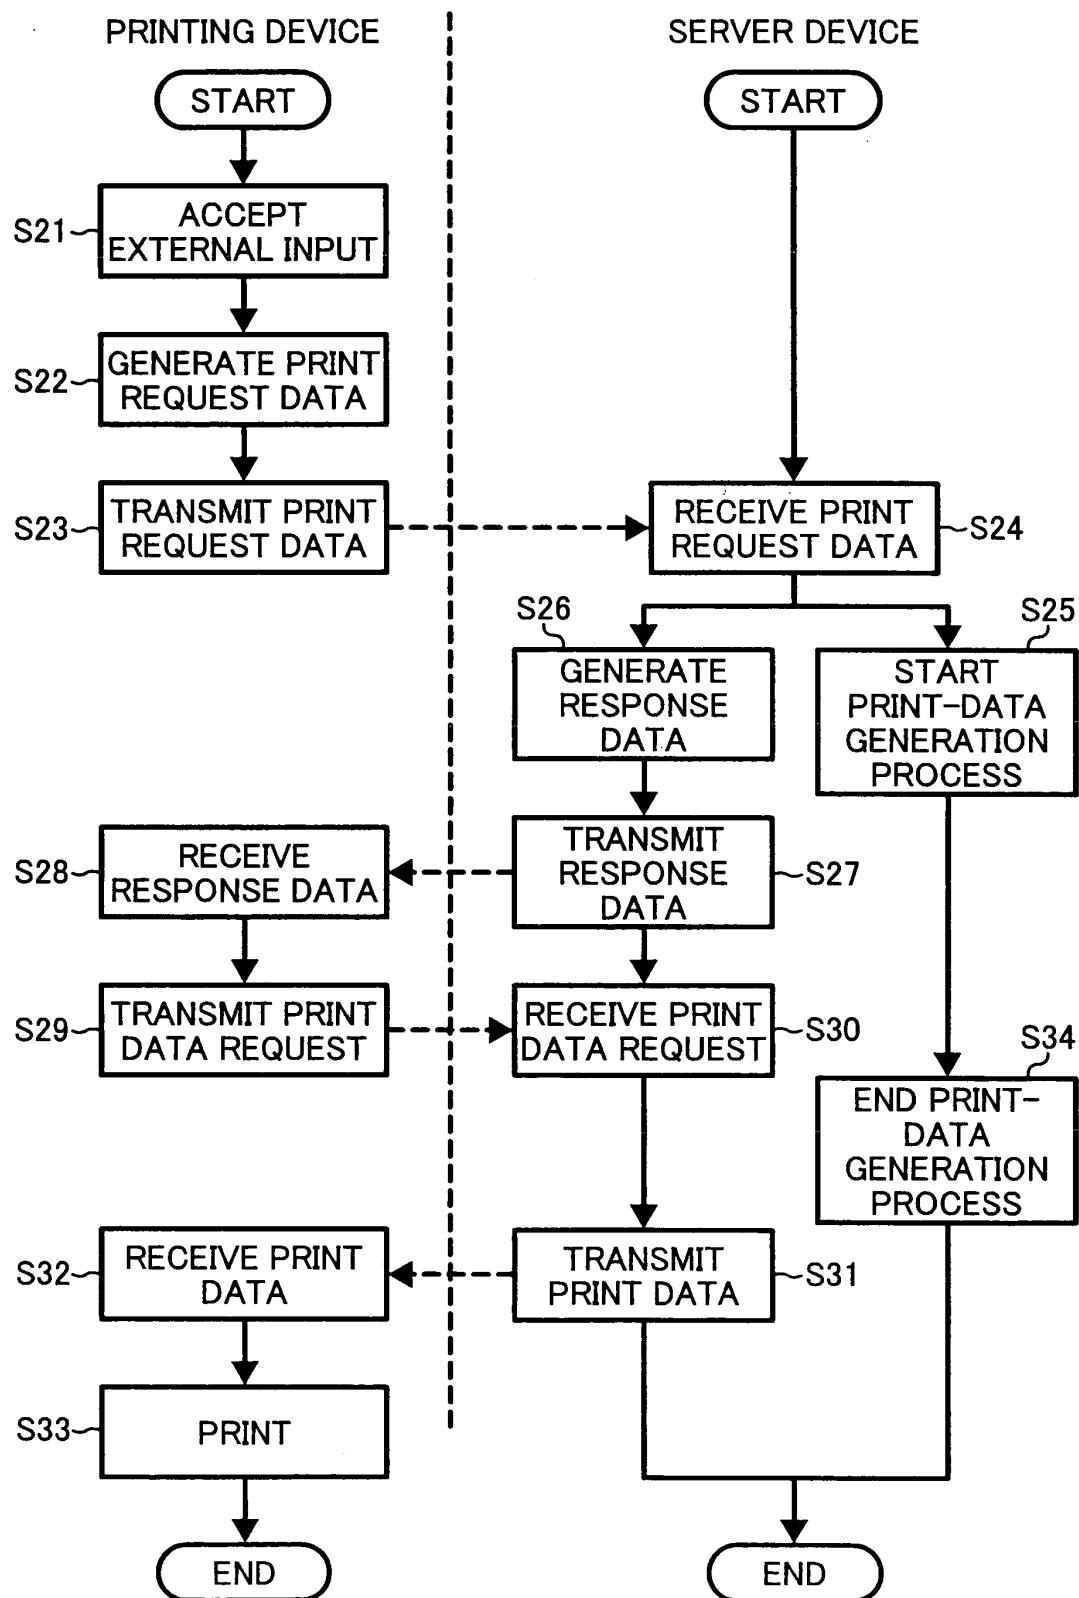 PRINTING DEVICE
SERVER DEVICE
START
START
S21
ACCEPT
EXTERNAL INPUT
S22
GENERATE PRINT
REQUEST DATA
S23
TRANSMIT PRINT
REQUEST DATA
RECEIVE PRINT
REQUEST DATA
S24
S26
GENERATE
RESPONSE
DATA
S25
START
PRINT-DATA
GENERATION
PROCESS
S28
RECEIVE
RESPONSE DATA
TRANSMIT
RESPONSE
DATA
S27
S29
TRANSMIT PRINT
DATA REQUEST
RECEIVE PRINT
DATA REQUEST
S30
S34
END PRINT-
DATA
GENERATION
PROCESS
S32
RECEIVE PRINT
DATA
TRANSMIT
PRINT DATA
S31
S33
PRINT
END
END